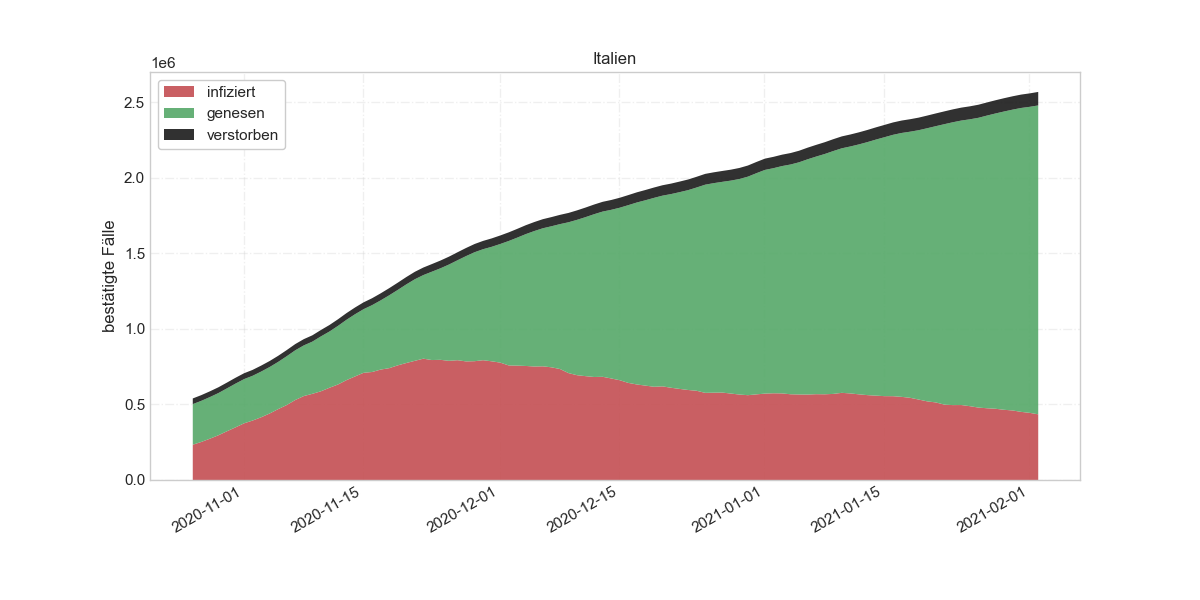 Italien
1e6
infiziert
genesen
verstorben
bestätigte Fälle
2.5
2.0
1.5
1.0
0.5
0.0
2020-11-01
2020-11-15
2020-12-01
2020-12-15
2021-01-01
2021-01-15
2021-02-01